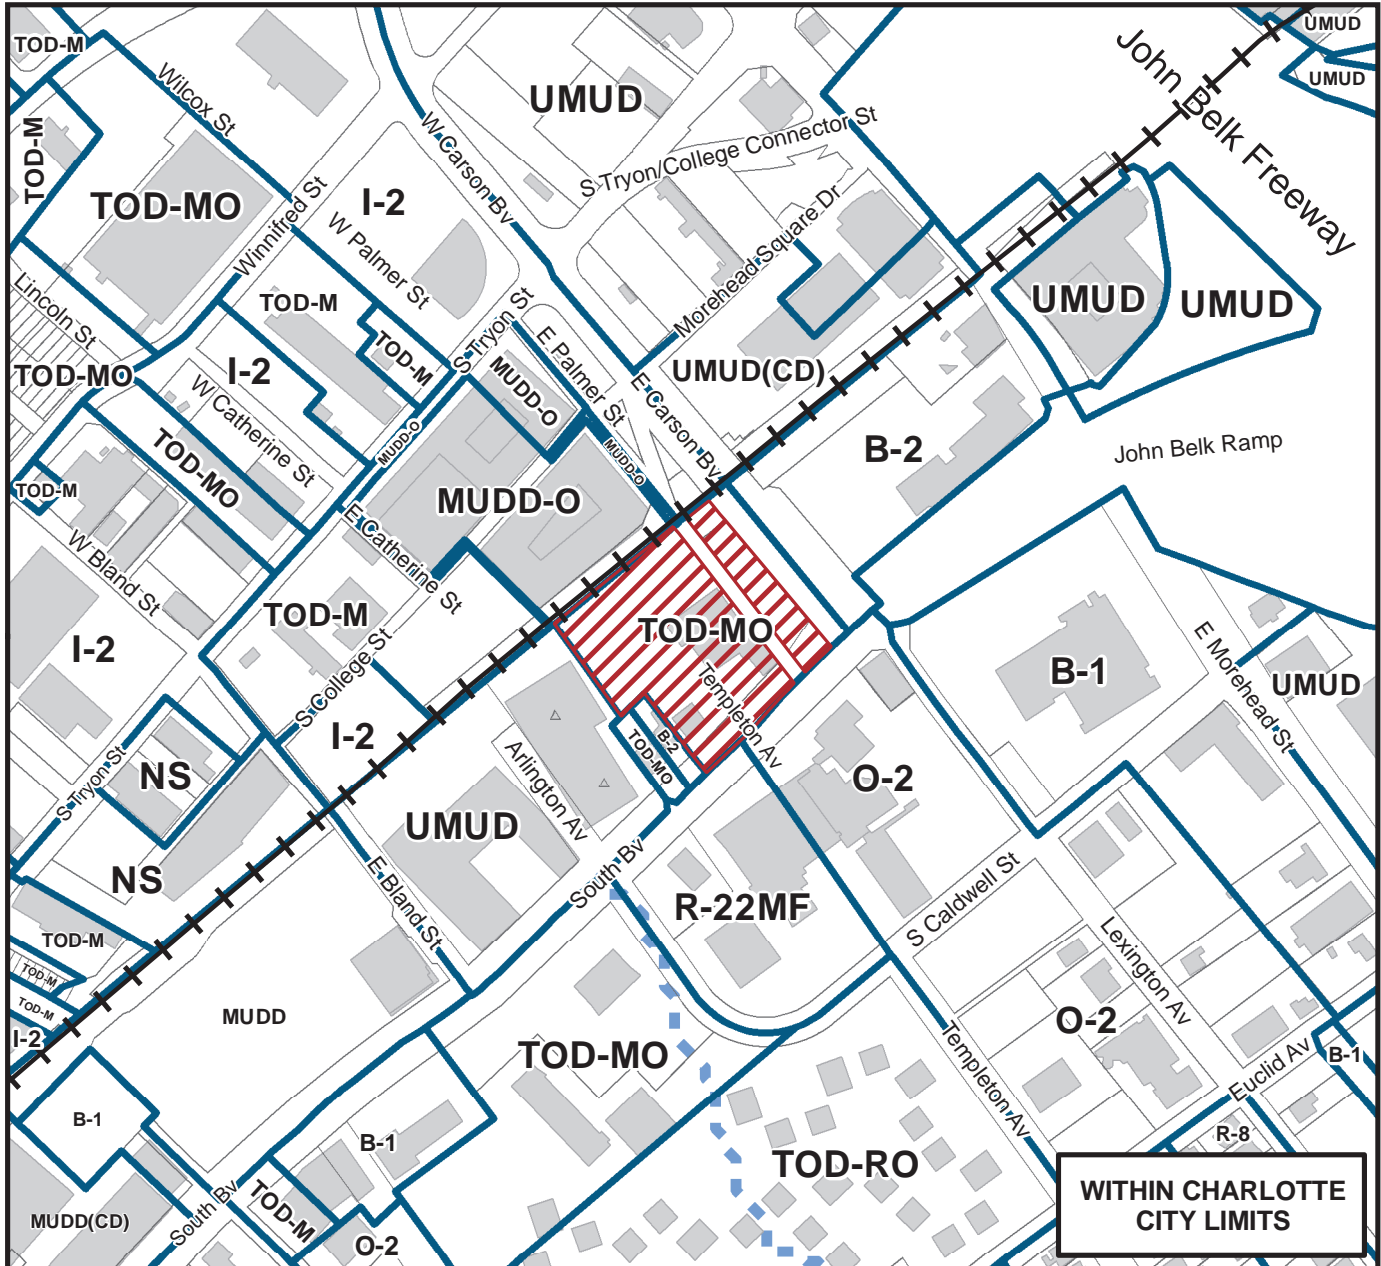 TOD-M
UMUD
UMUD
John Belk Freeway
Wilcox St
UMUD
W Carson Bv
S Tryon/College Connector St
TOD-M
TOD-MO
I-2
Winnifred St
W Palmer St
Morehead Square Dr
Lincoln St
TOD-M
S Tryon St
E Palmer St
UMUD
UMUD
TOD-MO
I-2
TOD-M
MUDD-O
UMUD(CD)
E Carson Bv
W Catherine St
MUDD-O
MUDD-O
B-2
John Belk Ramp
TOD-MO
TOD-M
MUDD-O
E Catherine St
W Bland St
TOD-M
TOD-MO
I-2
S College St
Templeton Av
B-1
E Morehead St
UMUD
I-2
B-2
TOD-MO
NS
S Tryon St
Arlington Av
O-2
UMUD
NS
E Bland St
South Bv
R-22MF
S Caldwell St
TOD-M
TOD-M
TOD-M
I-2
MUDD
Lexington Av
TOD-MO
O-2
Templeton Av
Euclid Av
B-1
B-1
B-1
R-8
TOD-RO
TOD-M
South Bv
MUDD(CD)
O-2
WITHIN CHARLOTTE
CITY LIMITS